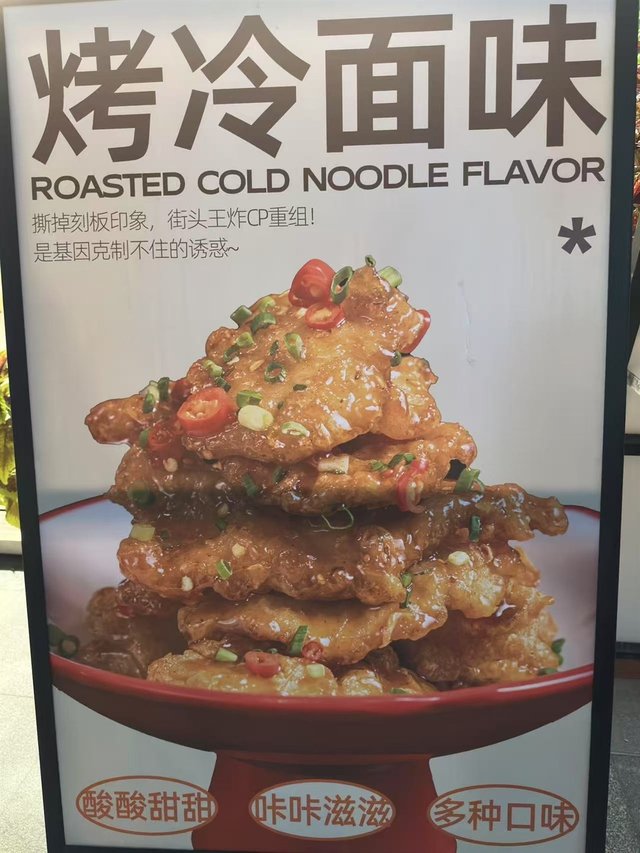 烤冷面味
ROASTED COLD NOODLE FLAVOR
撕掉刻板印象，街头王炸CP重组！
是基因克制不住的诱惑~
*
酸酸甜甜 咔咔滋滋 多种口味